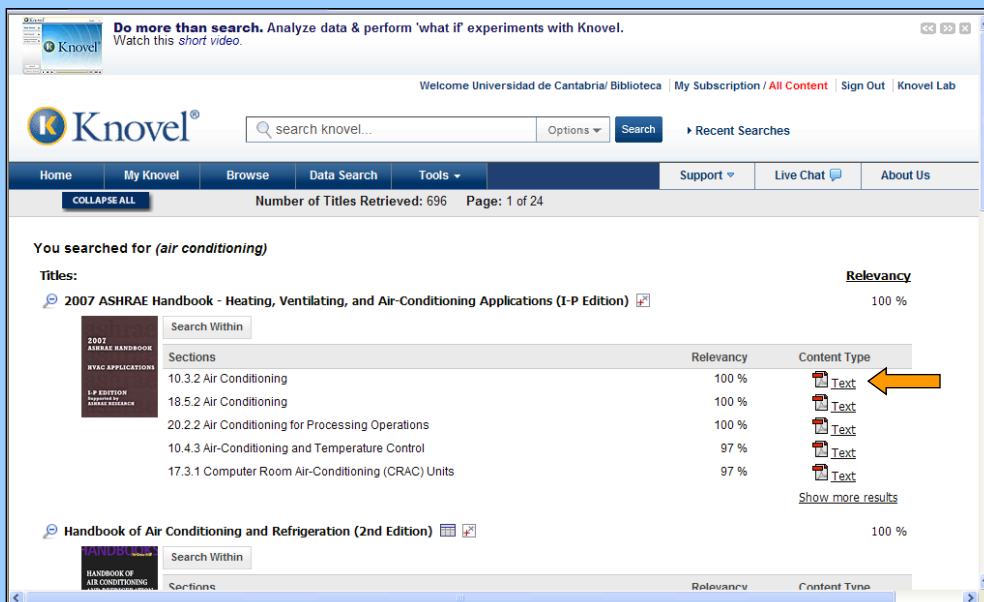 Do more than search. Analyze data & perform 'what if' experiments with Knovel.
Watch this short video.
Knovel
Welcome Universidad de Cantabria/ Biblioteca My Subscription / All Content Sign Out Knovel Lab
Knovel®
search knovel... Options Search Recent Searches
Home My Knovel Browse Data Search Tools Support Live Chat About Us
COLLAPSE ALL Number of Titles Retrieved: 696 Page: 1 of 24
You searched for (air conditioning)
Titles: Relevancy
2007 ASHRAE Handbook - Heating, Ventilating, and Air-Conditioning Applications (I-P Edition) 100 %
Search Within
2007
ASHRAE HANDBOOK
HVAC APPLICATIONS
I-P EDITION
Supported by
ASHRAE RESEARCH
Sections Relevancy Content Type
10.3.2 Air Conditioning 100 % Text
18.5.2 Air Conditioning 100 % Text
20.2.2 Air Conditioning for Processing Operations 100 % Text
10.4.3 Air-Conditioning and Temperature Control 97 % Text
17.3.1 Computer Room Air-Conditioning (CRAC) Units 97 % Text
Show more results
Handbook of Air Conditioning and Refrigeration (2nd Edition) 100 %
Search Within
HANDBOOKS
HANDBOOK OF
AIR CONDITIONING
Sections Relevancy Content Type